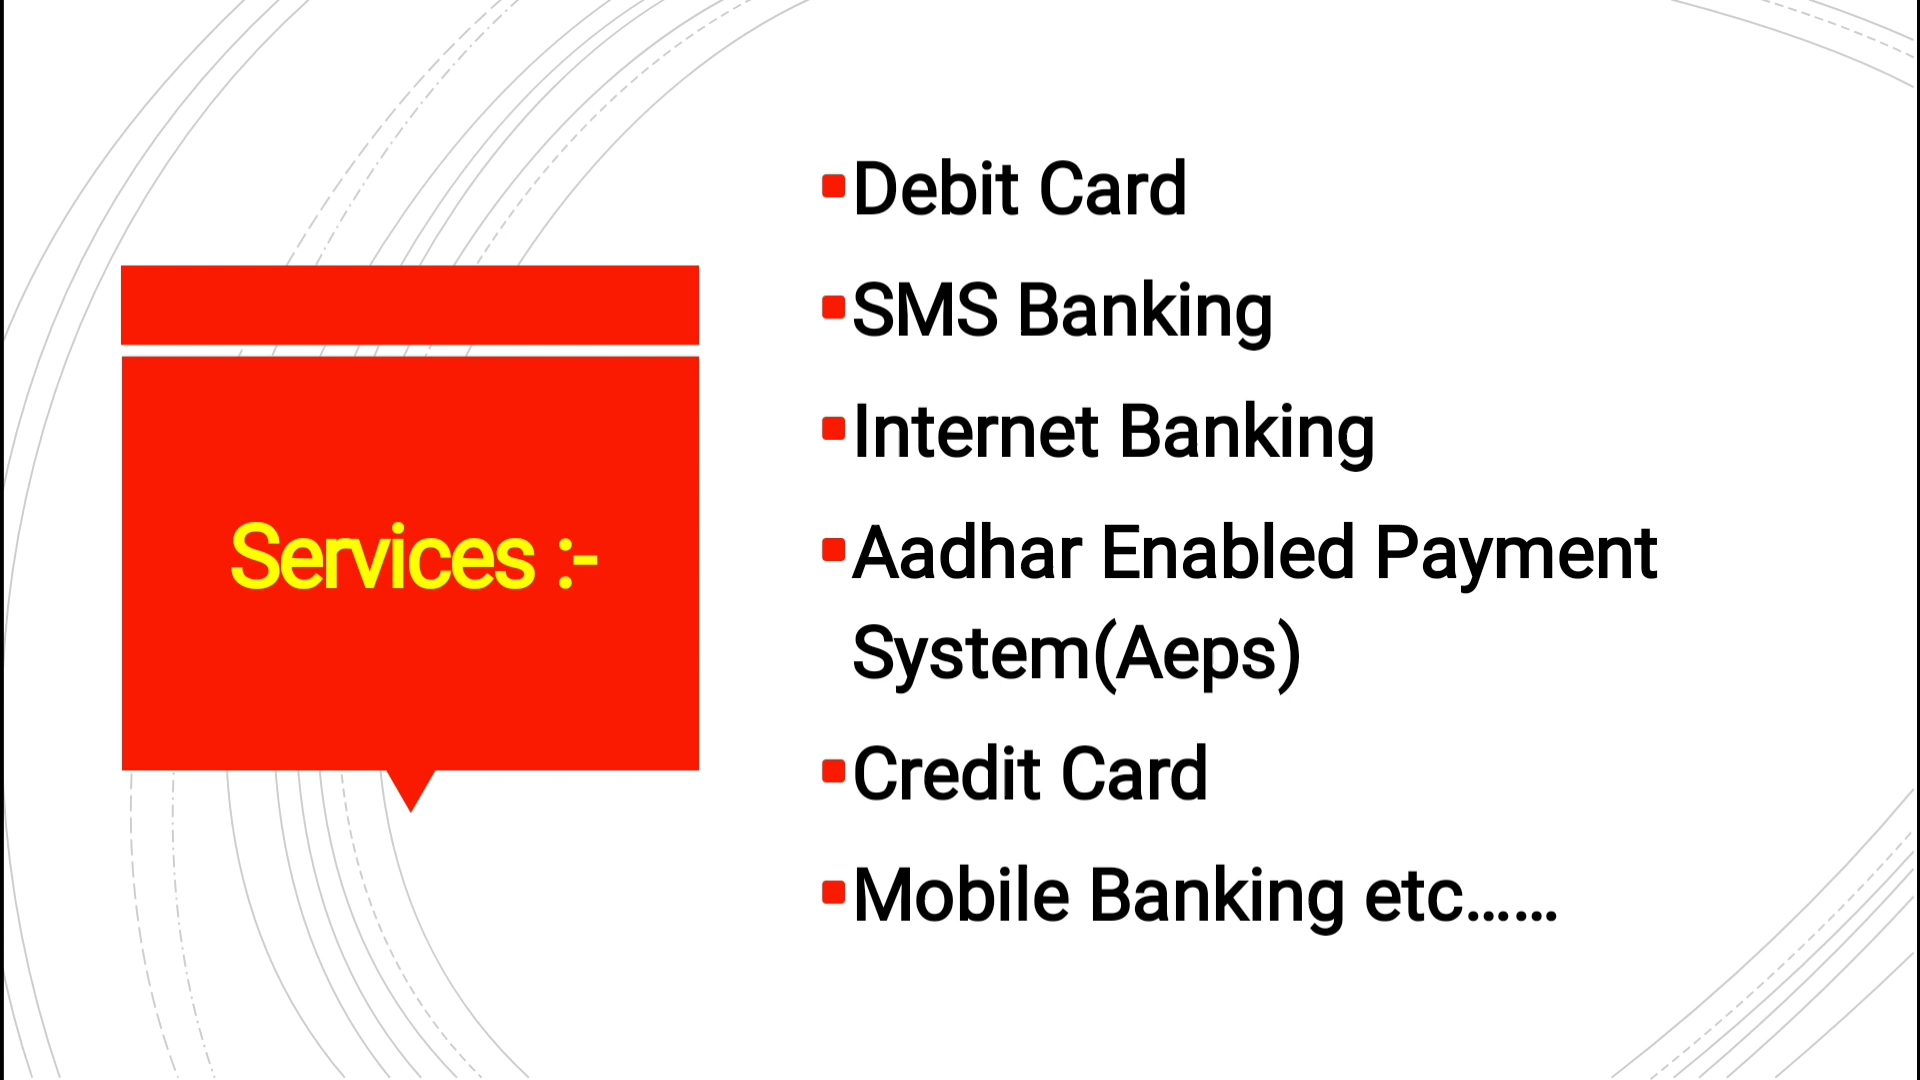 Services :-
Debit Card
SMS Banking
Internet Banking
Aadhar Enabled Payment
System(Aeps)
Credit Card
Mobile Banking etc......